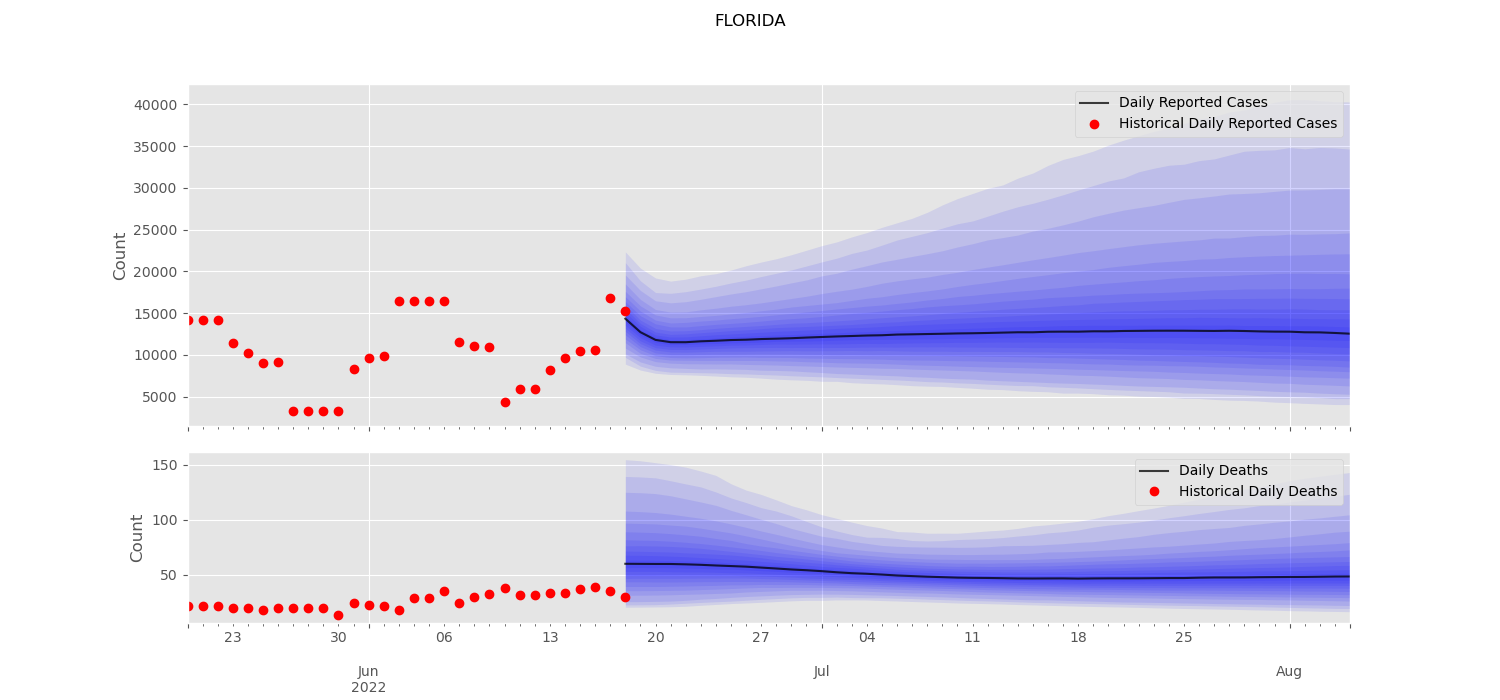 FLORIDA
40000
35000
30000
25000
20000
15000
10000
5000
Count
Daily Reported Cases
Historical Daily Reported Cases
150
100
50
Count
Daily Deaths
Historical Daily Deaths
23 30 06 13 20 27 04 11 18 25
Jun Jul Aug
2022